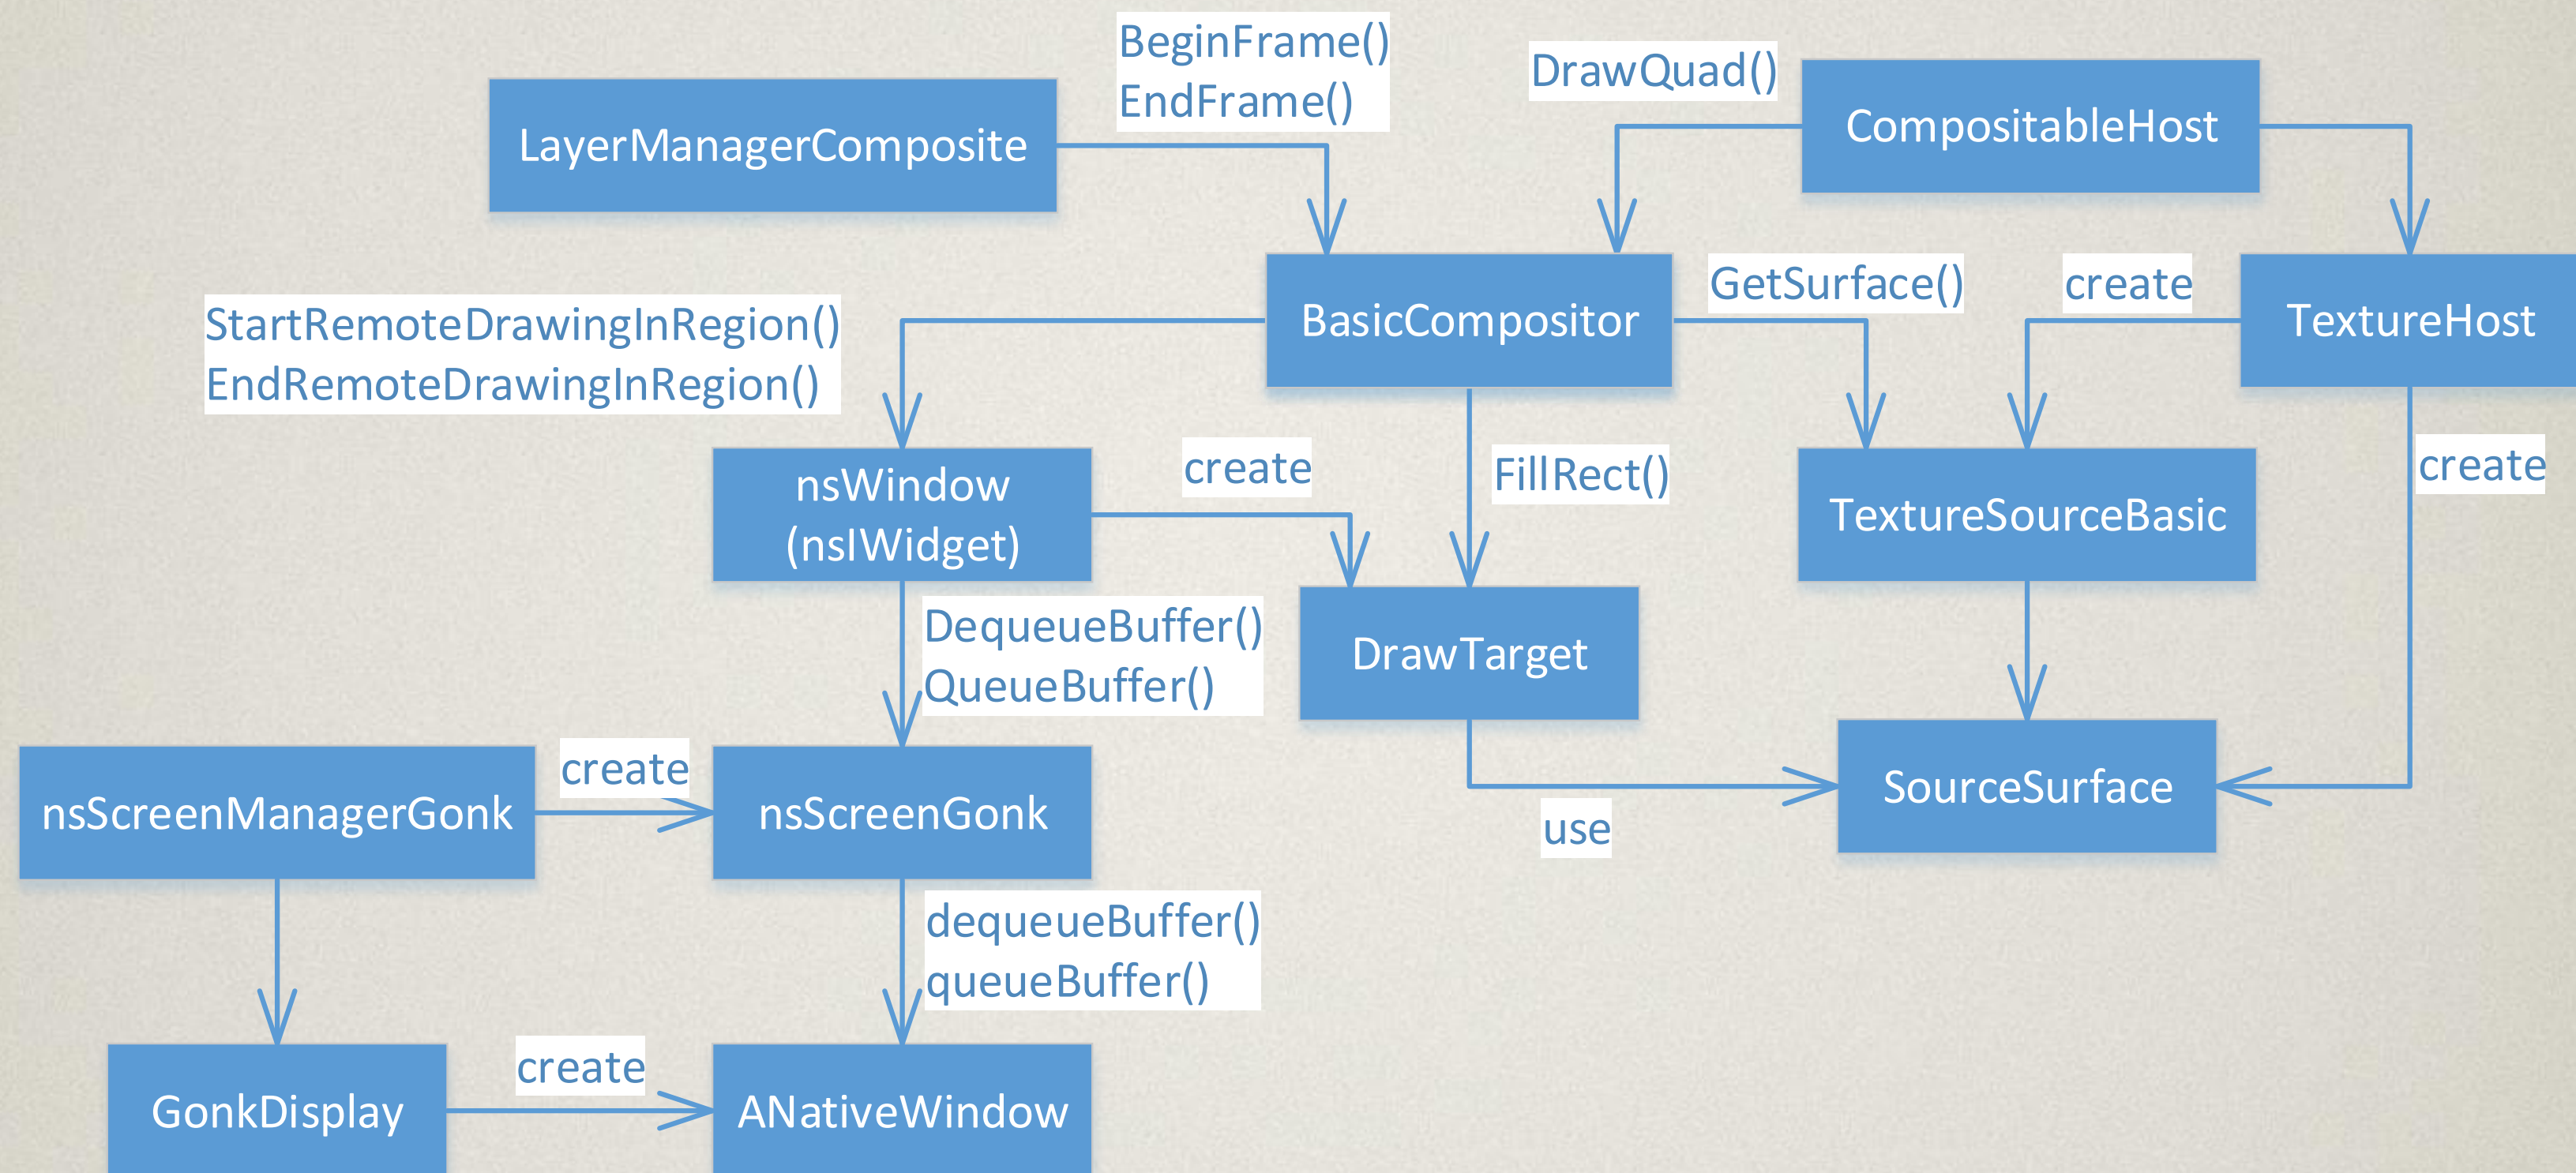 BeginFrame()
EndFrame()
DrawQuad()
LayerManagerComposite
CompositableHost
StartRemoteDrawingInRegion()
EndRemoteDrawingInRegion()
BasicCompositor
GetSurface()
create
TextureHost
nsWindow
(nsIWidget)
create
FillRect()
TextureSourceBasic
create
DequeueBuffer()
QueueBuffer()
DrawTarget
nsScreenManagerGonk
create
nsScreenGonk
use
SourceSurface
dequeueBuffer()
queueBuffer()
GonkDisplay
create
ANativeWindow